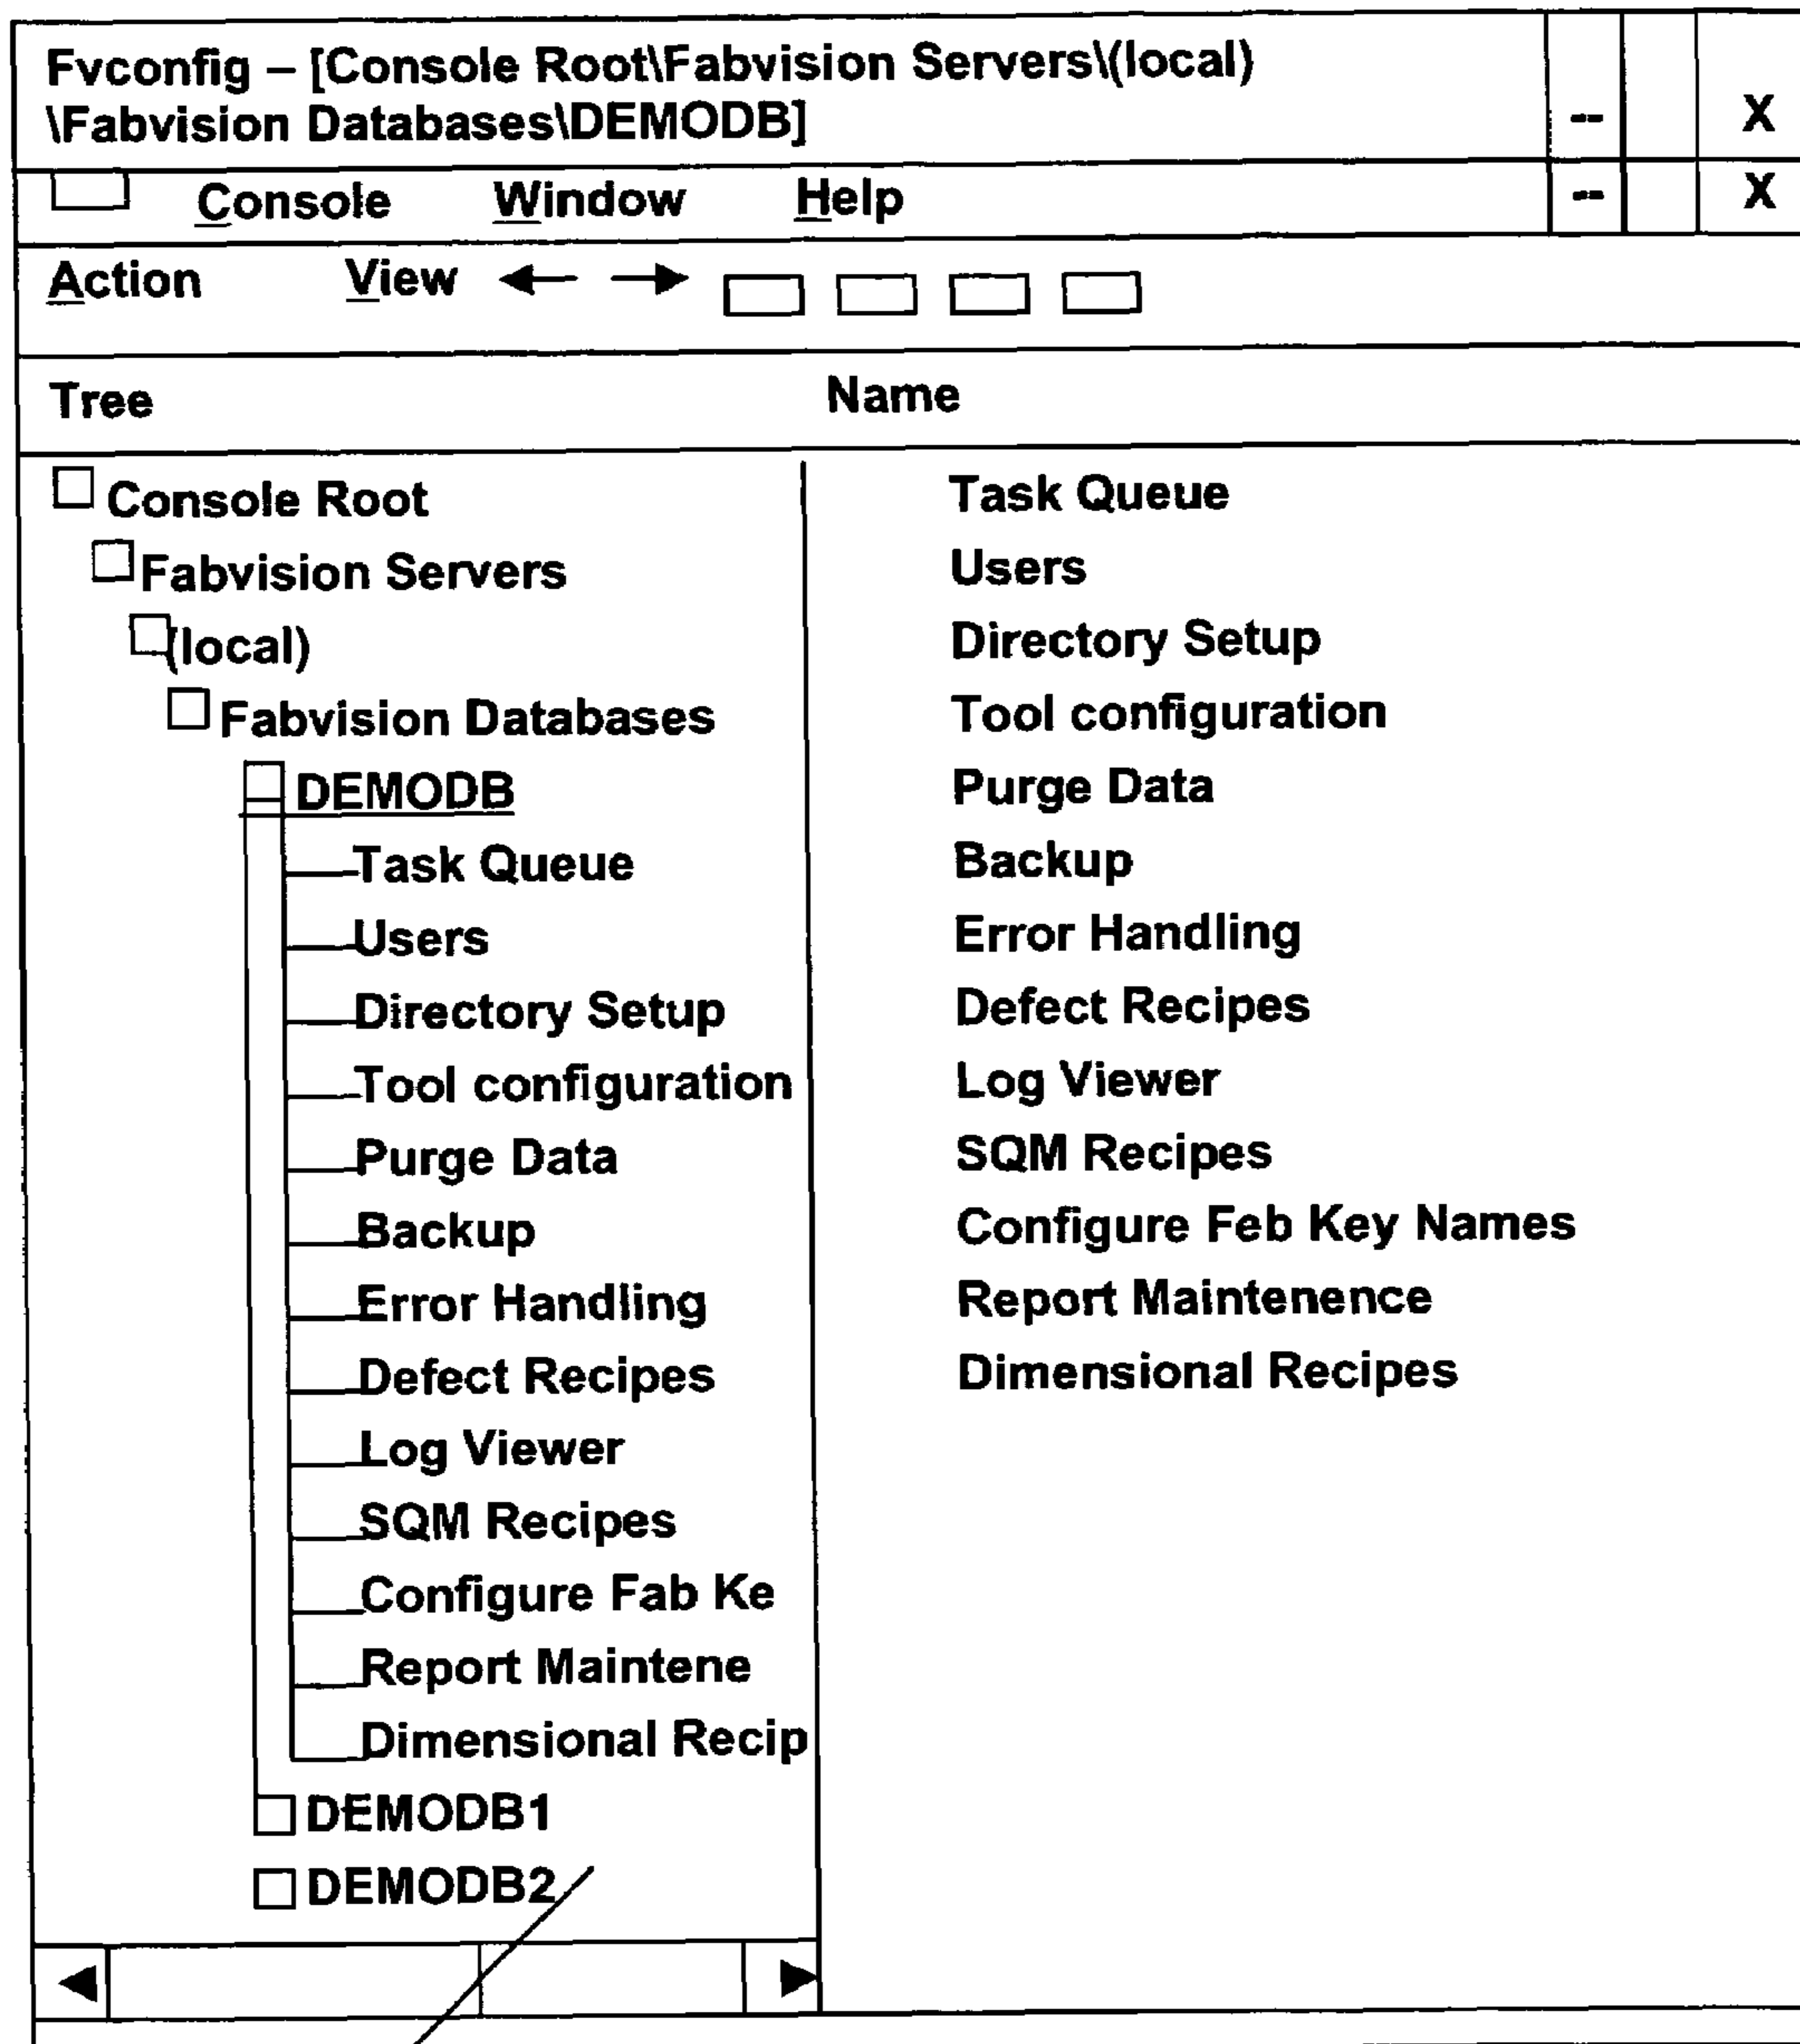 Fvconfig – [Console Root\Fabvision Servers\(local)
\Fabvision Databases\DEMODB]
-- X
Console Window Help -- X
Action View
Tree Name
Console Root
Fabvision Servers
(local)
Fabvision Databases
DEMODB
Task Queue
Users
Directory Setup
Tool configuration
Purge Data
Backup
Error Handling
Defect Recipes
Log Viewer
SQM Recipes
Configure Fab Ke
Report Maintene
Dimensional Recip
DEMODB1
DEMODB2
Task Queue
Users
Directory Setup
Tool configuration
Purge Data
Backup
Error Handling
Defect Recipes
Log Viewer
SQM Recipes
Configure Feb Key Names
Report Maintenence
Dimensional Recipes